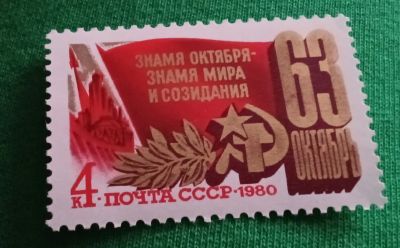 ЗНАМЯ ОКТЯБРЯ-
ЗНАМЯ МИРА
И СОЗИДАНИЯ
63
ОКТЯБРЬ
4 К
·ПОЧТА СССР·1980